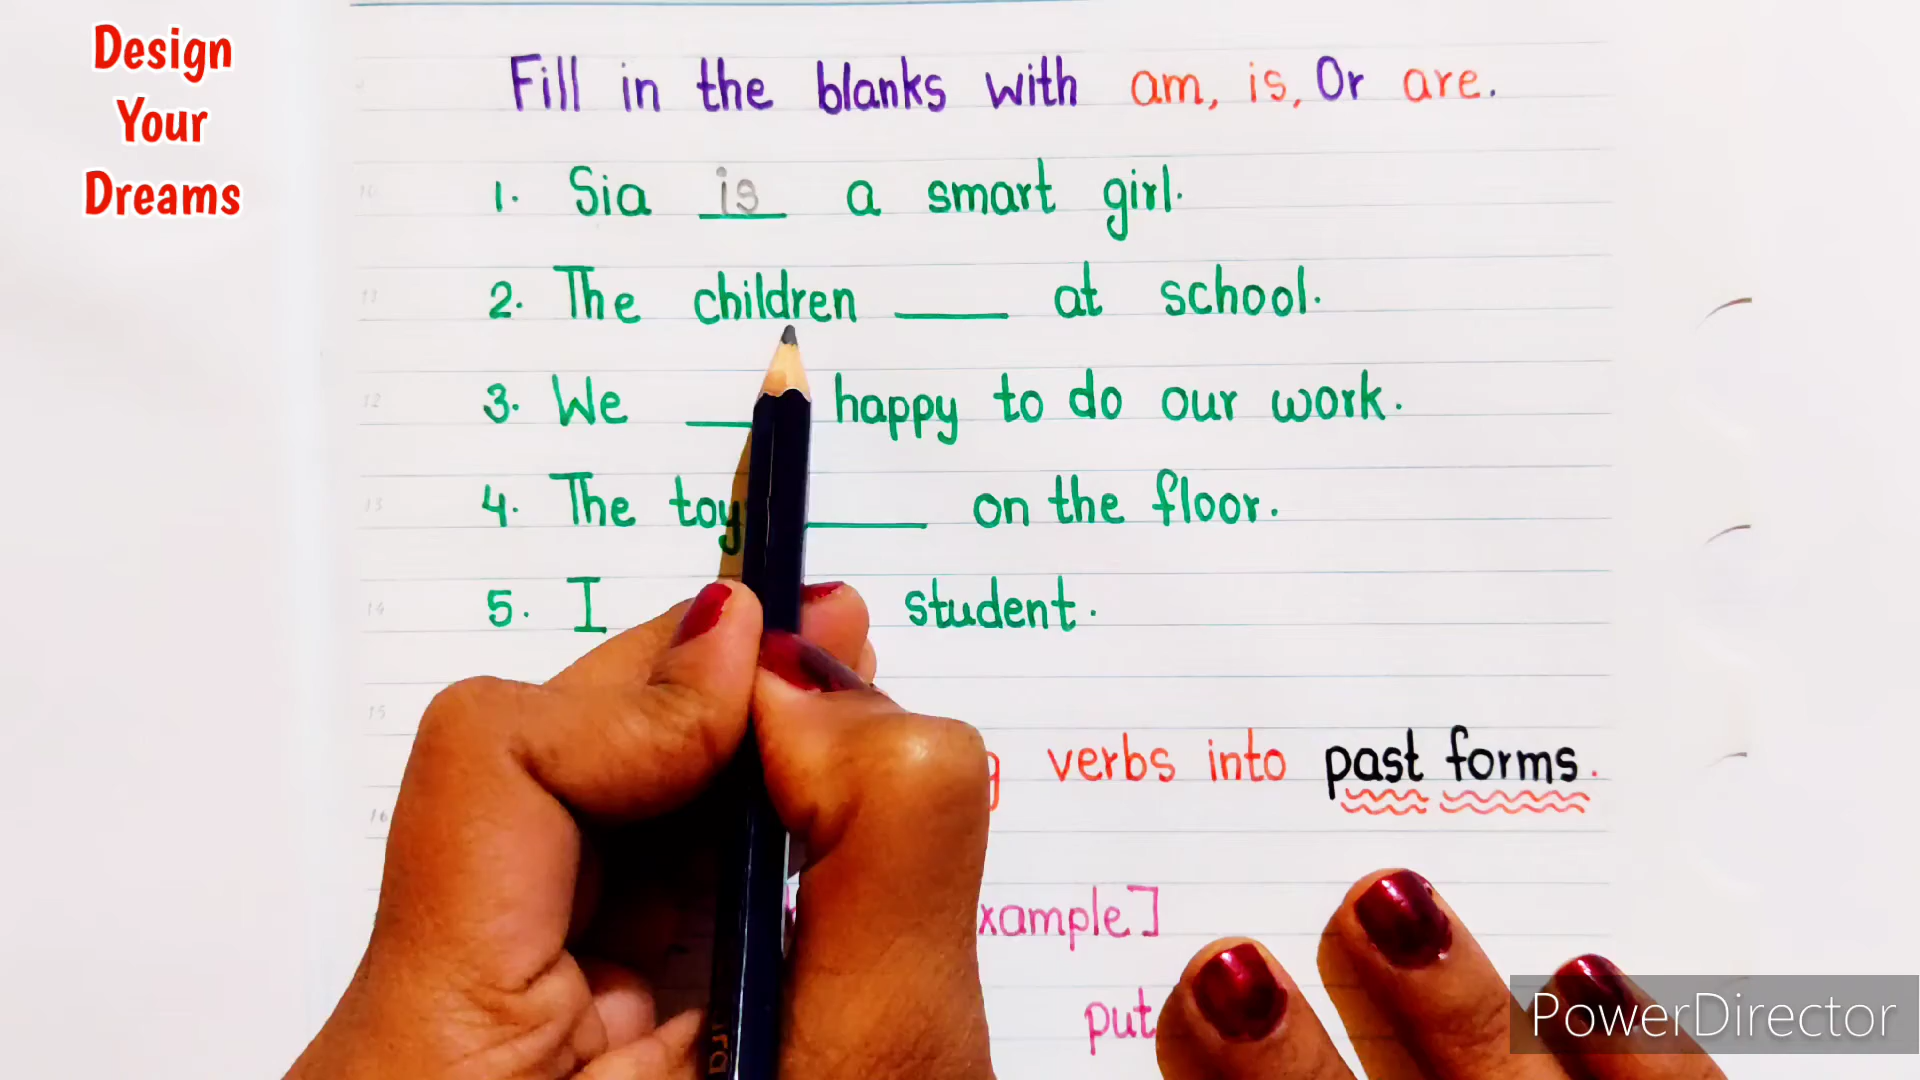 Design
Your
Dreams
Fill in the blanks with am, is, Or are.
1. Sia is a smart girl.
2. The children ____ at school.
3. We ____ happy to do our work.
4. The toy ____ on the floor.
5. I student.
verbs into past forms.
xample]
put
PowerDirector